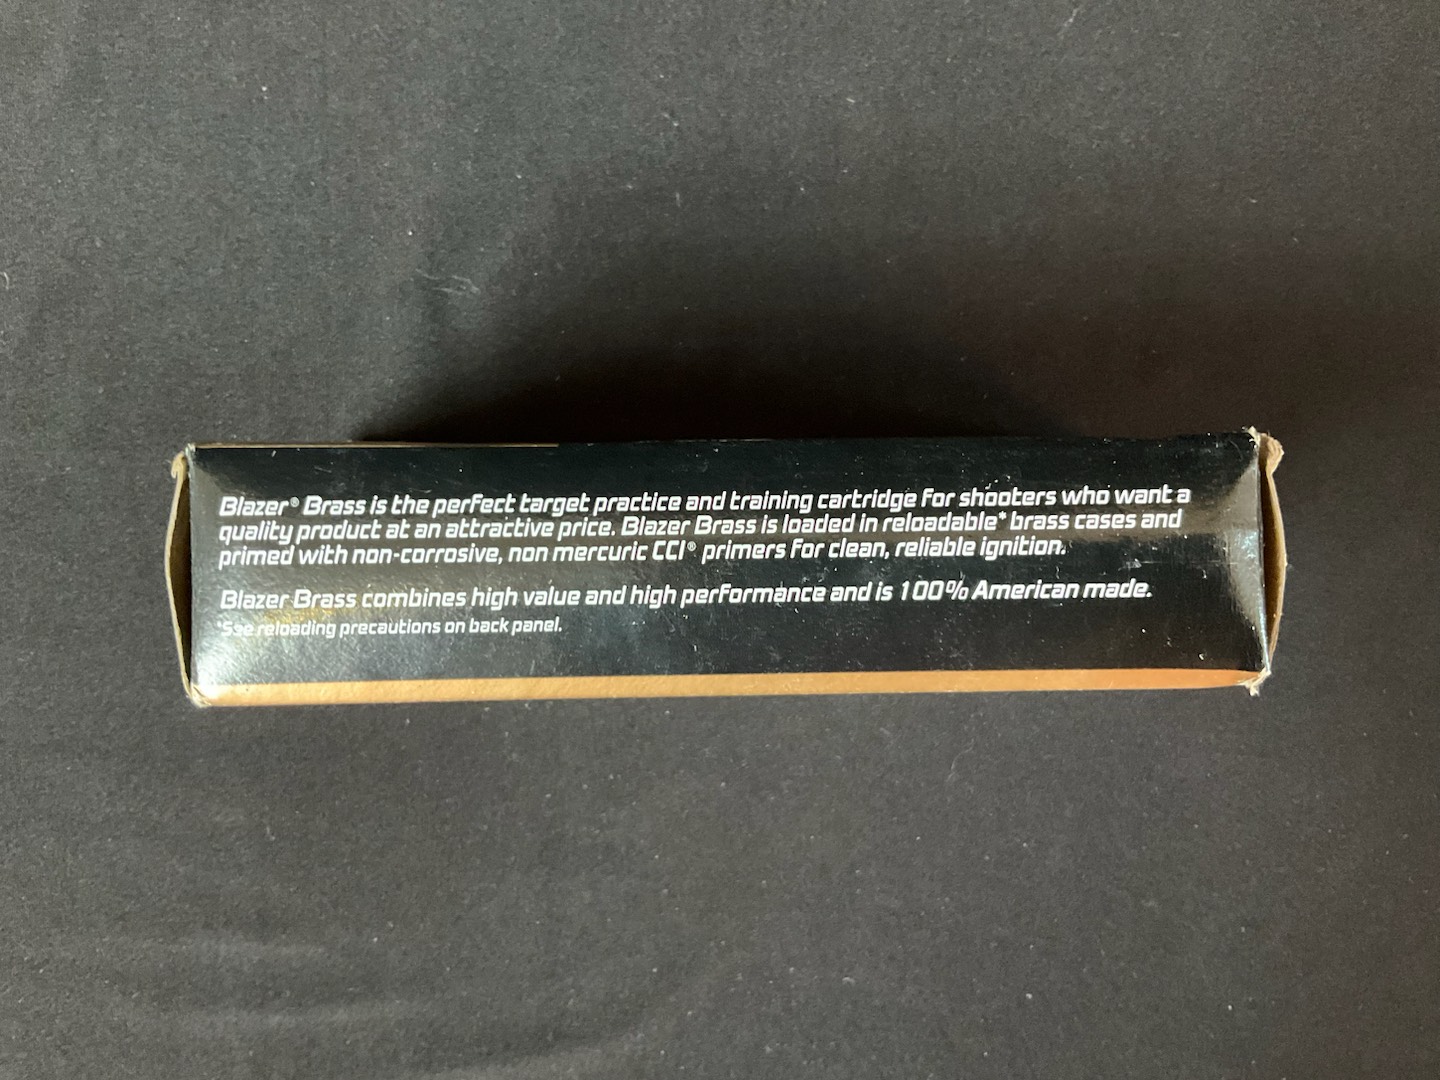 Blazer® Brass is the perfect target practice and training cartridge for shooters who want a
quality product at an attractive price. Blazer Brass is loaded in reloadable* brass cases and
primed with non-corrosive, non mercuric CCI® primers for clean, reliable ignition.
Blazer Brass combines high value and high performance and is 100% American made.
*See reloading precautions on back panel.